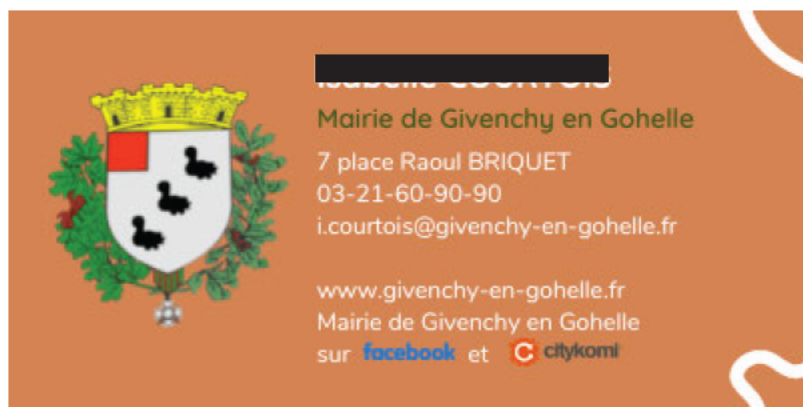 Mairie de Givenchy en Gohelle
7 place Raoul BRIQUET
03-21-60-90-90
i.courtois@givenchy-en-gohelle.fr
www.givenchy-en-gohelle.fr
Mairie de Givenchy en Gohelle
sur facebook et citykomi